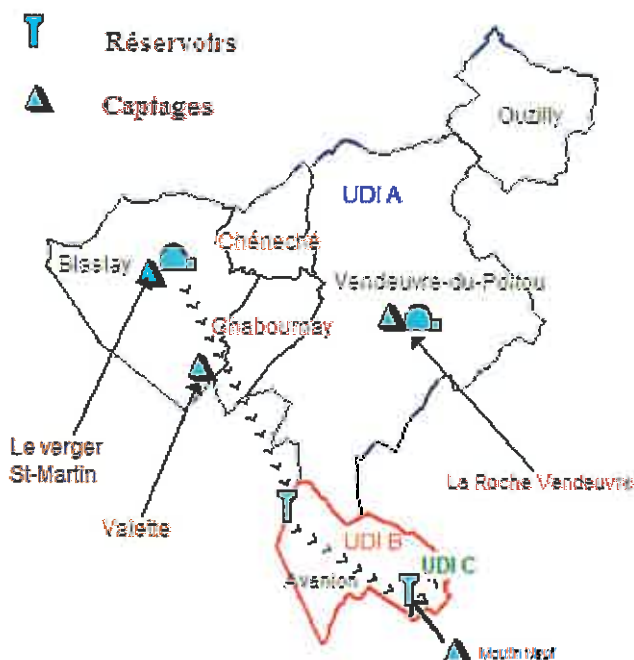 Réservoirs
Captages
Ouzilly
UDI A
Chéneché
Blaslay
Vendeuvre-du-Poitou
Chabournay
Le verger
St-Martin
La Roche Vendeuvre
Valette
UDI B
UDI C
Avanton
Moulin Neuf